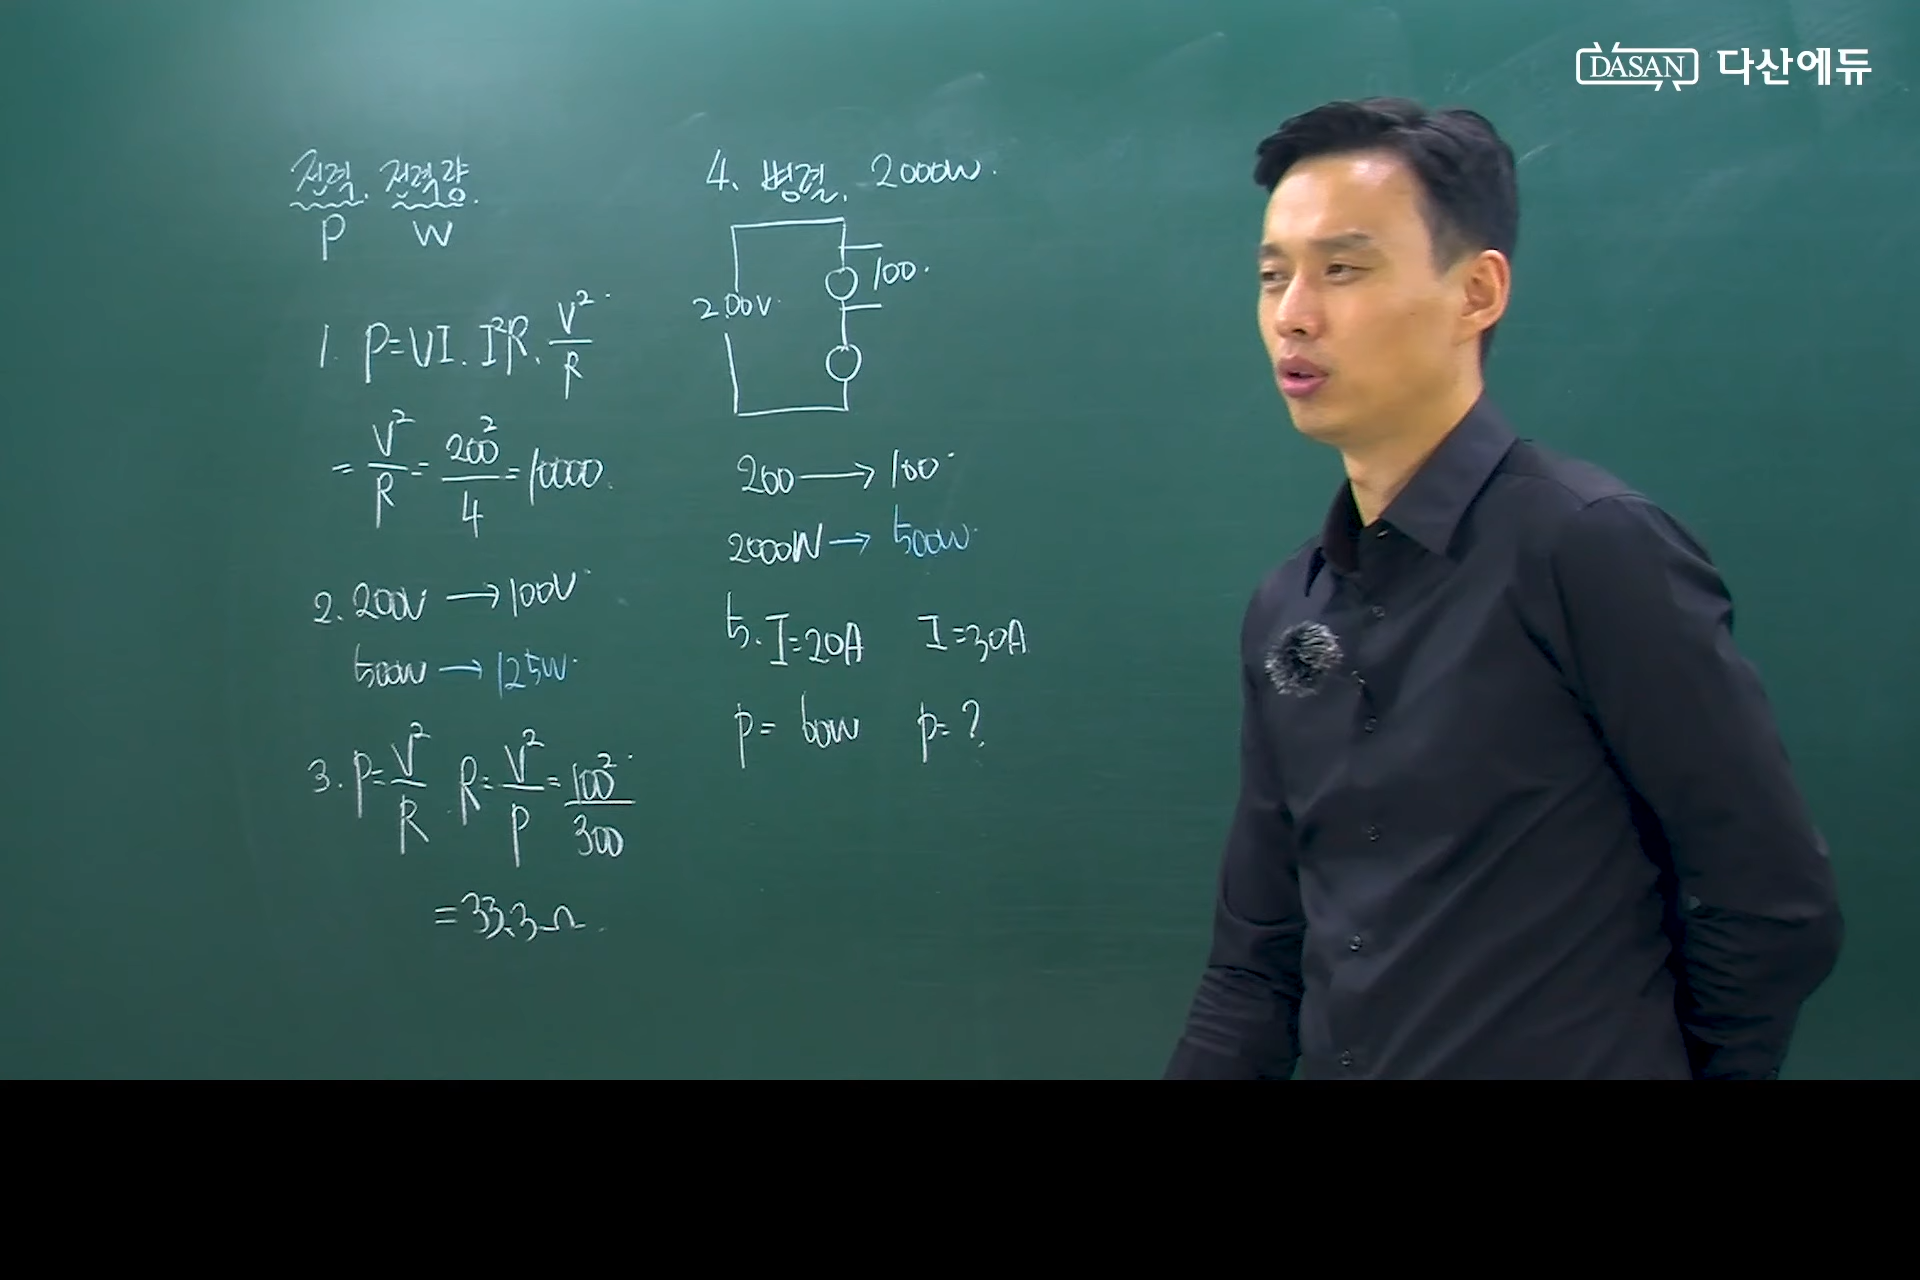 DASAN 다산에듀
전력. 전력량.
P W
1. P=VI. I²R. V²/R
= V²/R = 200²/4 = 10000.
2. 200V → 100V
500W → 125W
3. P = V²/R . R = V²/P = 100²/300
= 33.3Ω.
4. 병렬. 2000W.
100.
200V
200 → 100
2000W → 500W
5. I=20A I=30A
P= 60W P=?